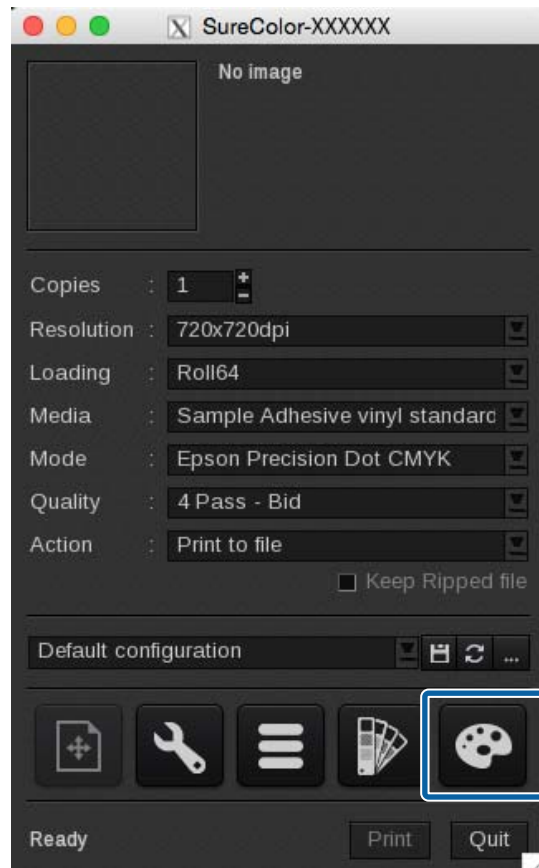 SureColor-XXXXXX
No image
Copies : 1
Resolution : 720x720dpi
Loading : Roll64
Media : Sample Adhesive vinyl standarc
Mode : Epson Precision Dot CMYK
Quality : 4 Pass - Bid
Action : Print to file
Keep Ripped file
Default configuration ...
Ready Print Quit